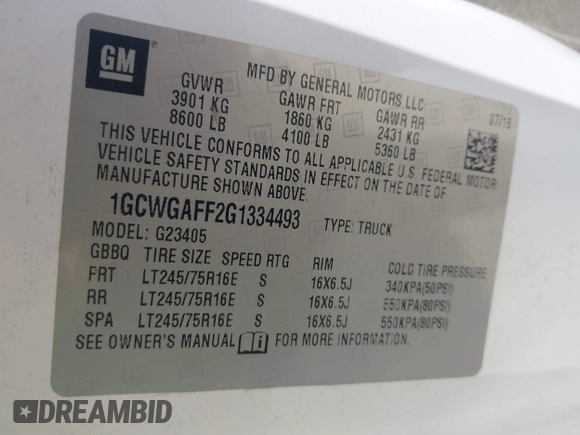 GM
MFD BY GENERAL MOTORS LLC
GVWR GAWR FRT GAWR RR 07/16
3901 KG 1860 KG 2431 KG
8600 LB 4100 LB 5360 LB
THIS VEHICLE CONFORMS TO ALL APPLICABLE U.S. FEDERAL MOTOR
VEHICLE SAFETY STANDARDS IN EFFECT ON THE DATE OF
MANUFACTURE SHOWN ABOVE.
1GCWGAFF2G1334493 TYPE: TRUCK
MODEL: G23405
GBBQ TIRE SIZE SPEED RTG RIM COLD TIRE PRESSURE
FRT LT245/75R16E S 16X6.5J 340KPA(50PSI)
RR LT245/75R16E S 16X6.5J 550KPA(80PSI)
SPA LT245/75R16E S 16X6.5J 550KPA(80PSI)
SEE OWNER'S MANUAL i FOR MORE INFORMATION.
DREAMBID